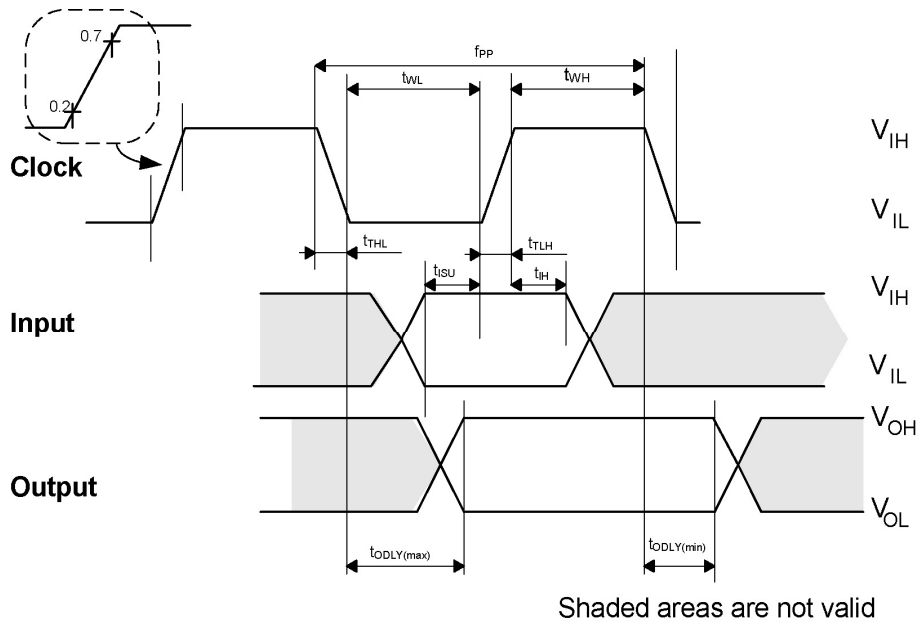 0.7
0.2
fPP
tWL
tWH
Clock
VIH
VIL
tTHL
tTLH
tISU
tIH
VIH
Input
VIL
VOH
Output
VOL
tODLY(max)
tODLY(min)
Shaded areas are not valid